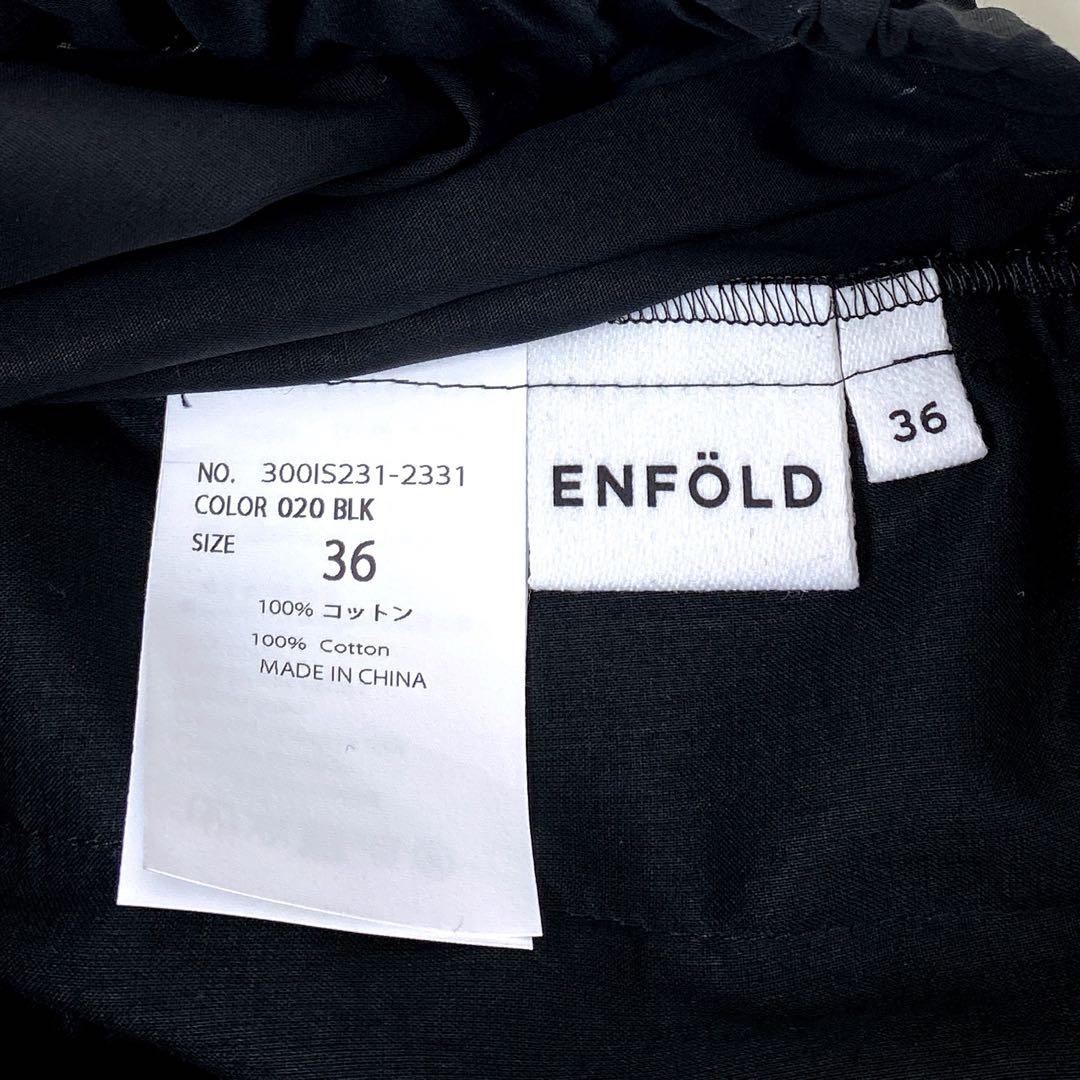 NO. 300IS231-2331
COLOR 020 BLK
SIZE 36
100% コットン
100% Cotton
MADE IN CHINA
ENFÖLD
36